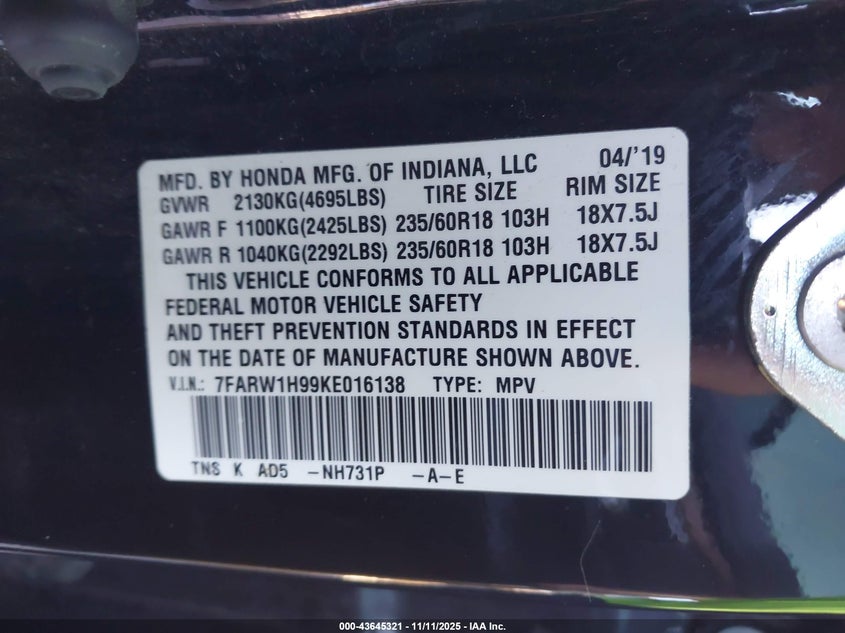 MFD. BY HONDA MFG. OF INDIANA, LLC 04/'19
GVWR 2130KG(4695LBS) TIRE SIZE RIM SIZE
GAWR F 1100KG(2425LBS) 235/60R18 103H 18X7.5J
GAWR R 1040KG(2292LBS) 235/60R18 103H 18X7.5J
THIS VEHICLE CONFORMS TO ALL APPLICABLE
FEDERAL MOTOR VEHICLE SAFETY
AND THEFT PREVENTION STANDARDS IN EFFECT
ON THE DATE OF MANUFACTURE SHOWN ABOVE.
V.I.N.: 7FARW1H99KE016138 TYPE: MPV
TNS K AD5 -NH731P -A-E
000-43645321 - 11/11/2025 - IAA Inc.